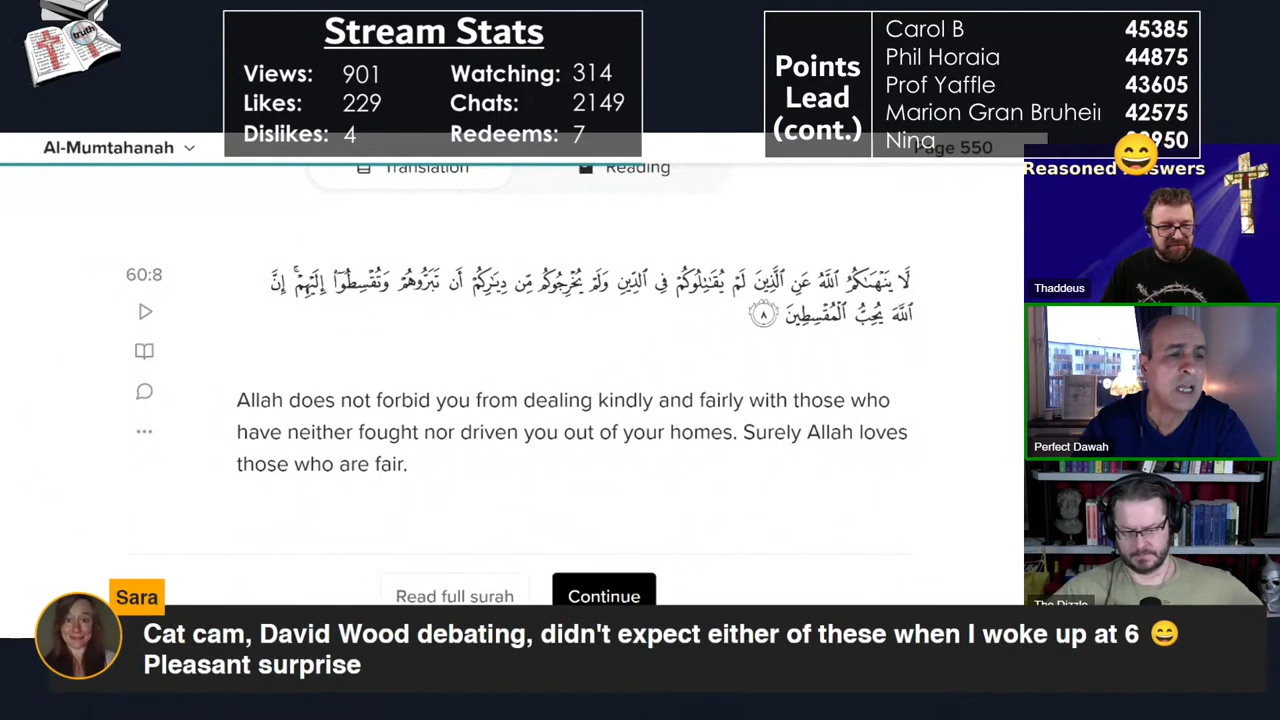 truth
Stream Stats
Views: 901
Watching: 314
Likes: 229
Chats: 2149
Dislikes: 4
Redeems: 7
Points
Lead
(cont.)
Carol B 45385
Phil Horaia 44875
Prof Yaffle 43605
Marion Gran Bruhein 42575
Nina 950
Al-Mumtahanah
Page 550
Translation
Reading
60:8
لَّا يَنْهَىٰكُمُ ٱللَّهُ عَنِ ٱلَّذِينَ لَمْ يُقَـٰتِلُوكُمْ فِى ٱلدِّينِ وَلَمْ يُخْرِجُوكُم مِّن دِيَـٰرِكُمْ أَن تَبَرُّوهُمْ وَتُقْسِطُوٓا۟ إِلَيْهِمْ ۚ إِنَّ
ٱللَّهَ يُحِبُّ ٱلْمُقْسِطِينَ ٨
Allah does not forbid you from dealing kindly and fairly with those who
have neither fought nor driven you out of your homes. Surely Allah loves
those who are fair.
Read full surah
Continue
Reasoned Answers
Thaddeus
Perfect Dawah
The Dizzle
Sara
Cat cam, David Wood debating, didn't expect either of these when I woke up at 6 😄
Pleasant surprise